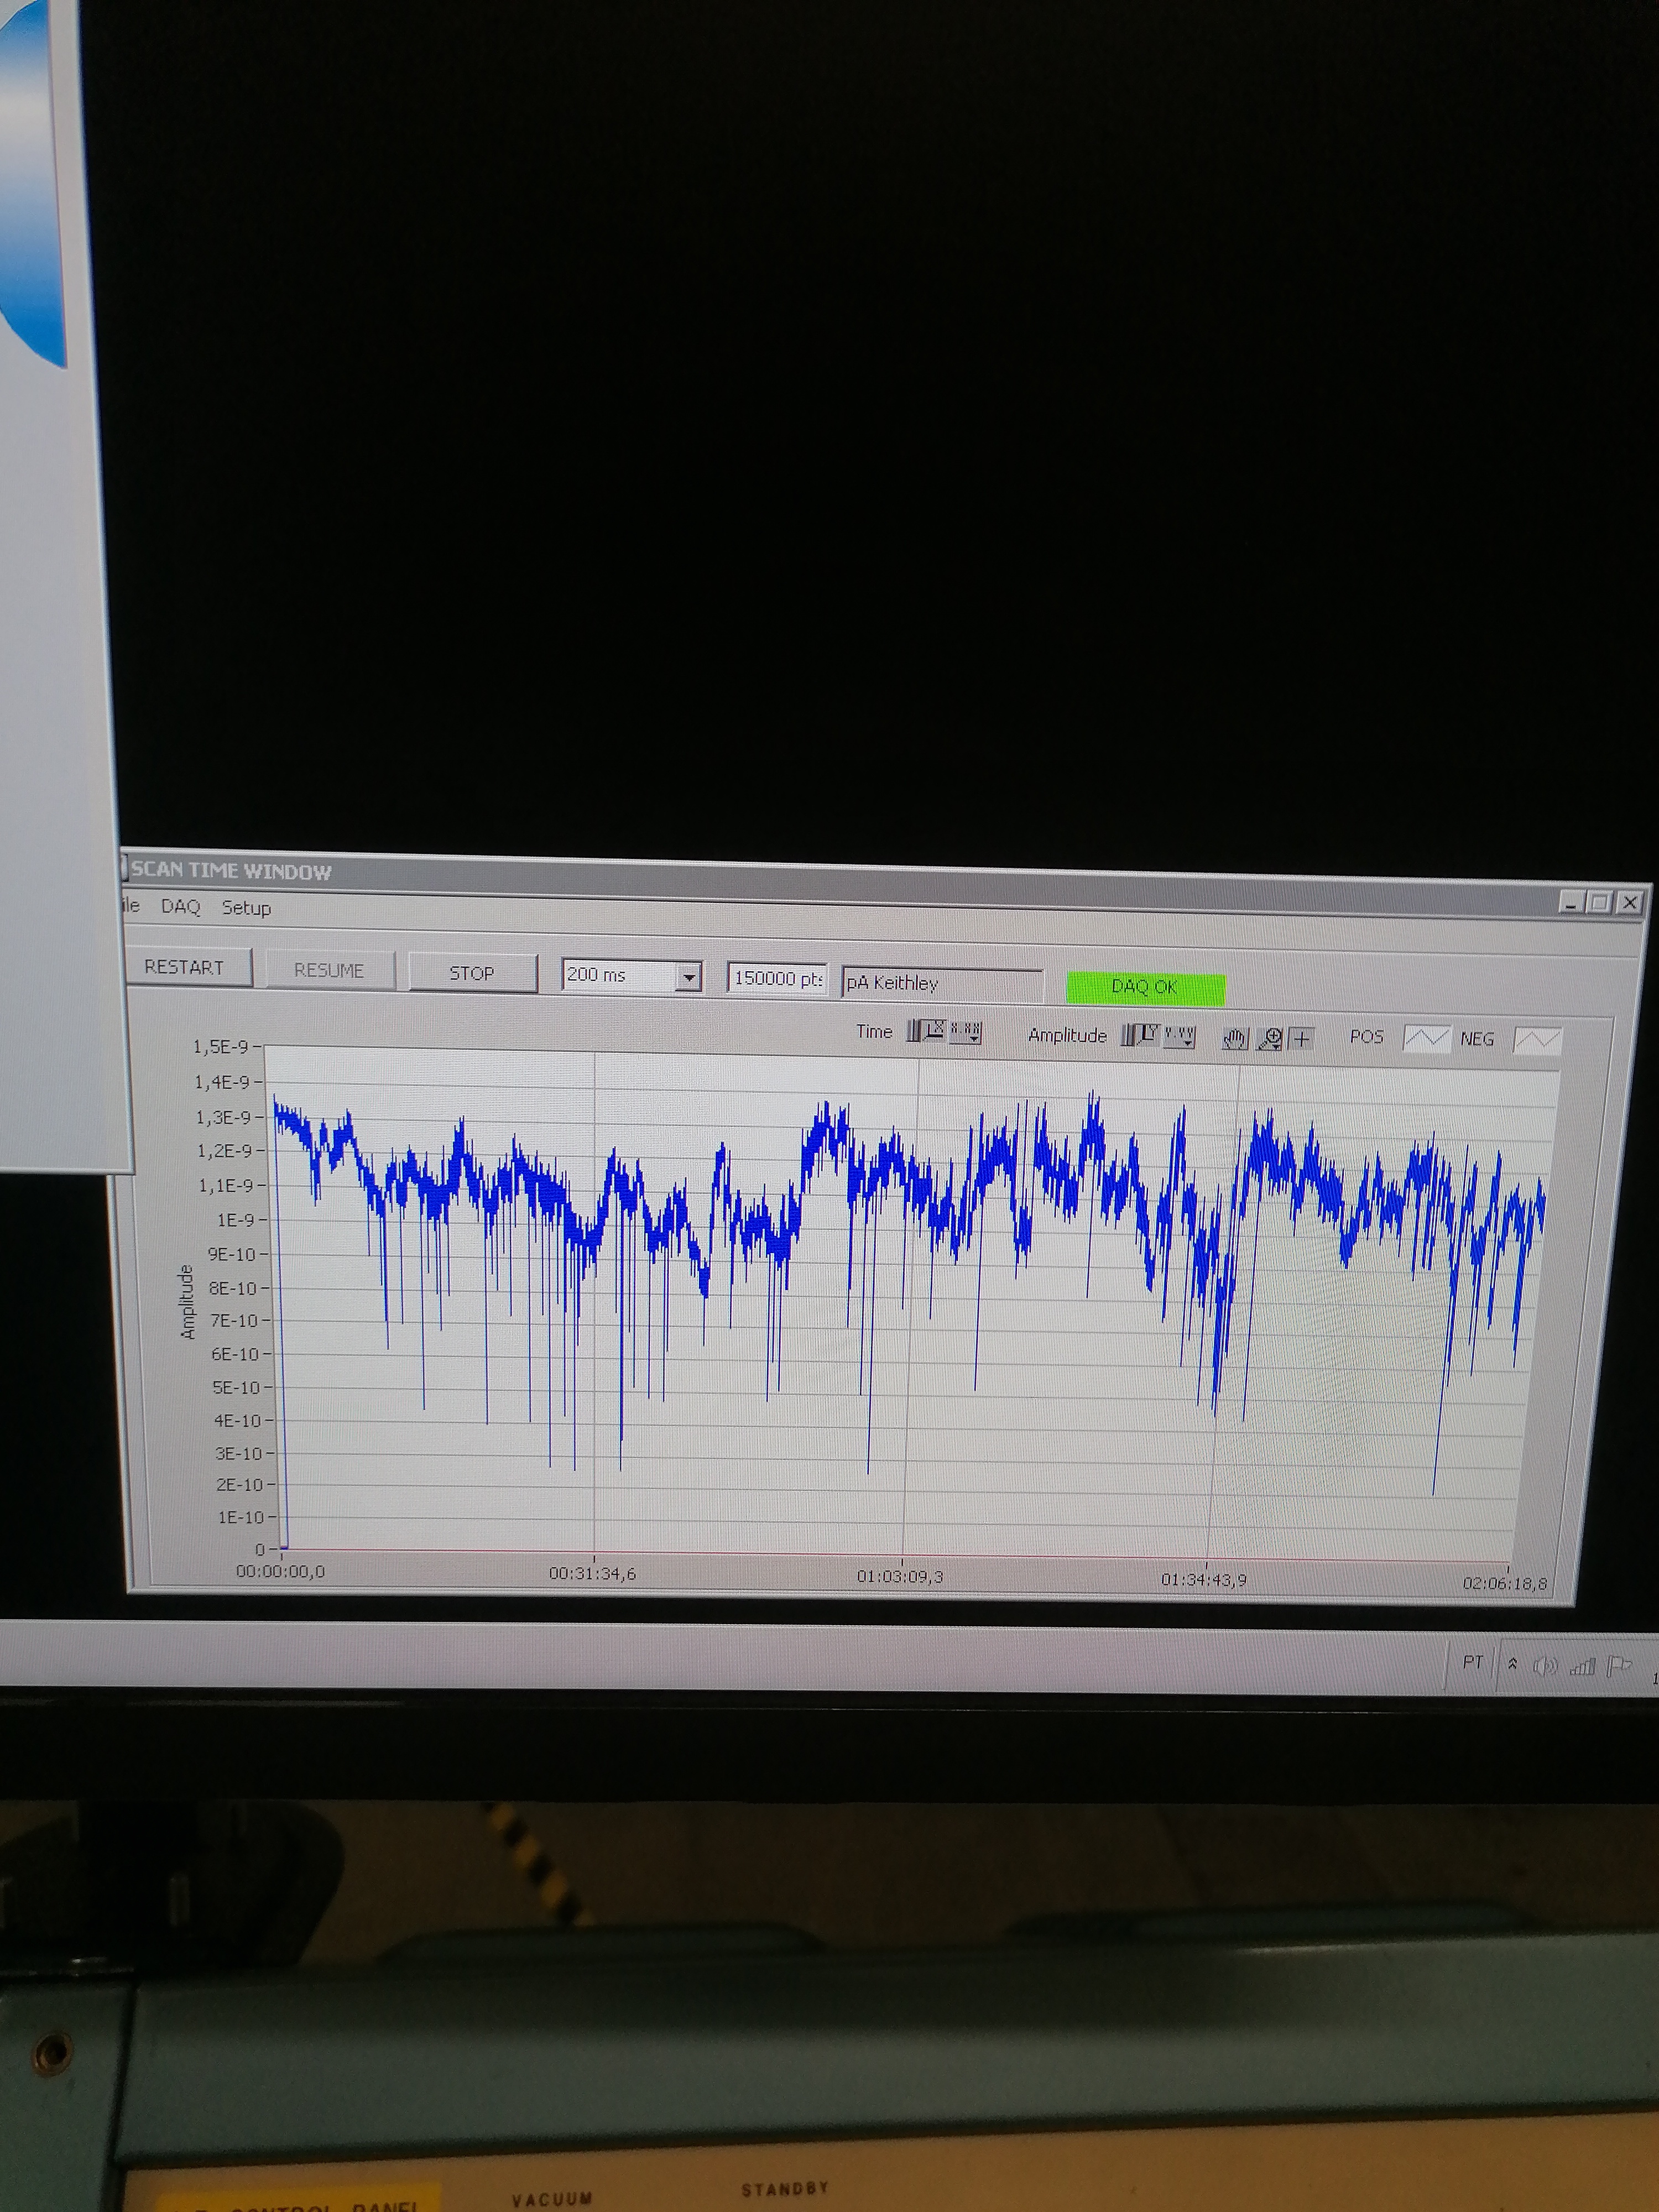 SCAN TIME WINDOW
ile DAQ Setup
RESTART RESUME STOP 200 ms 150000 pts pA Keithley DAQ OK
Time Amplitude POS NEG
1,5E-9
1,4E-9
1,3E-9
1,2E-9
1,1E-9
1E-9
9E-10
8E-10
7E-10
6E-10
5E-10
4E-10
3E-10
2E-10
1E-10
0
Amplitude
00:00:00,0 00:31:34,6 01:03:09,3 01:34:43,9 02:06:18,8
PT
CONTROL PANEL VACUUM STANDBY